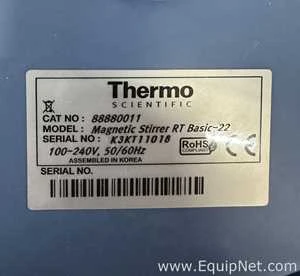 Thermo
SCIENTIFIC
CAT NO : 88880011
MODEL: Magnetic Stirrer RT Basic-22
SERIAL NO : K3KT11018
100-240V, 50/60Hz
ASSEMBLED IN KOREA
RoHS
COMPLIANT
CE
SERIAL NO.
www.EquipNet.com